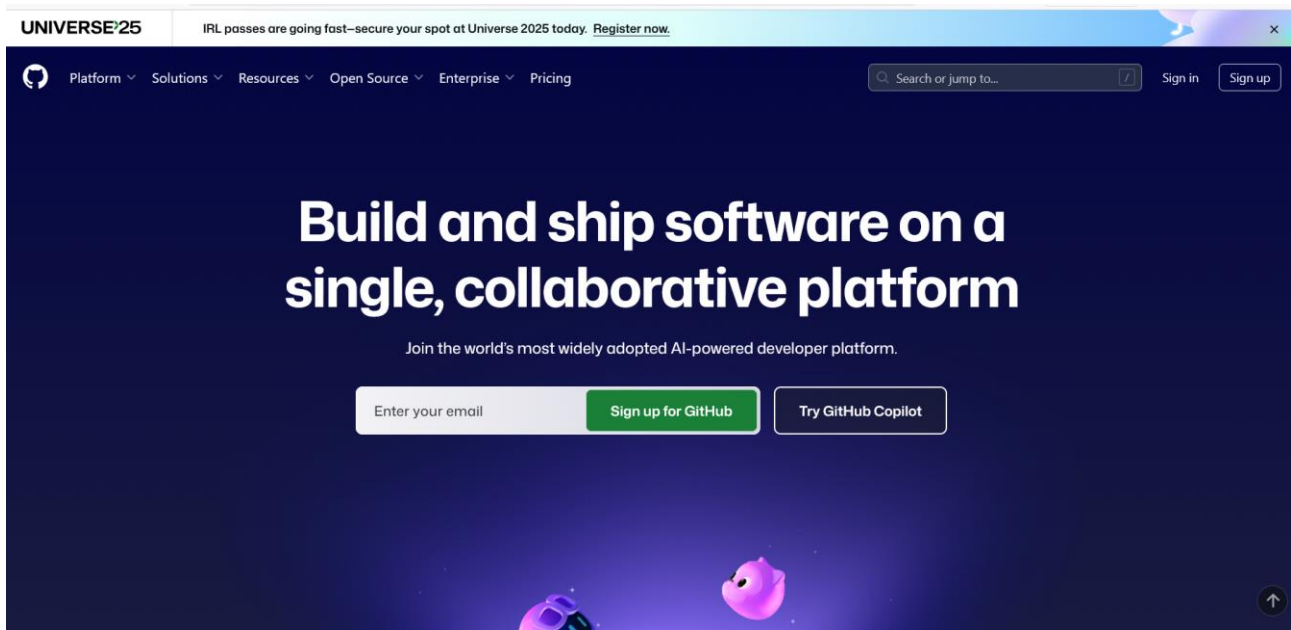 UNIVERSE'25
IRL passes are going fast—secure your spot at Universe 2025 today. Register now.
Platform Solutions Resources Open Source Enterprise Pricing
Search or jump to... /
Sign in
Sign up
Build and ship software on a
single, collaborative platform
Join the world's most widely adopted AI-powered developer platform.
Enter your email
Sign up for GitHub
Try GitHub Copilot